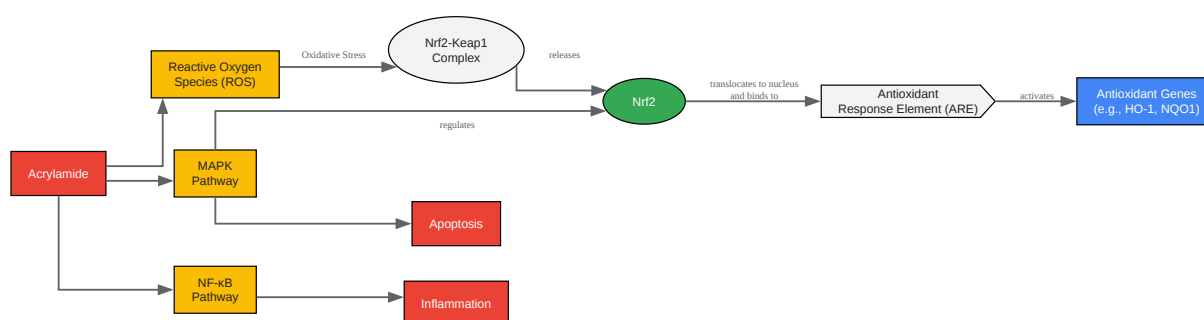 Nrf2-Keap1
Complex
Oxidative Stress
releases
Reactive Oxygen
Species (ROS)
Nrf2
translocates to nucleus
and binds to
Antioxidant
Response Element (ARE)
activates
Antioxidant Genes
(e.g., HO-1, NQO1)
regulates
Acrylamide
MAPK
Pathway
Apoptosis
NF-κB
Pathway
Inflammation